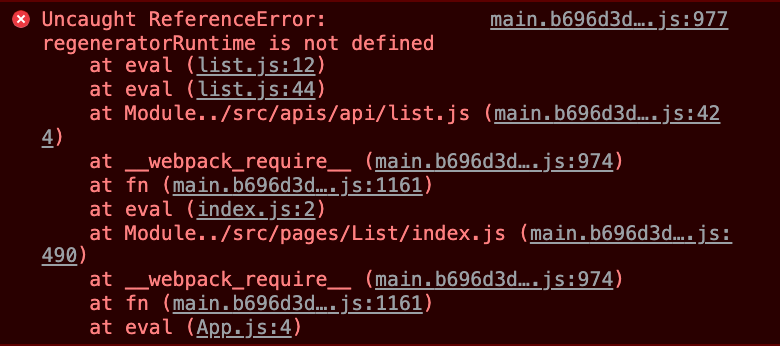 Uncaught ReferenceError: main.b696d3d….js:977
regeneratorRuntime is not defined
at eval (list.js:12)
at eval (list.js:44)
at Module../src/apis/api/list.js (main.b696d3d….js:42
4)
at __webpack_require__ (main.b696d3d….js:974)
at fn (main.b696d3d….js:1161)
at eval (index.js:2)
at Module../src/pages/List/index.js (main.b696d3d….js:
490)
at __webpack_require__ (main.b696d3d….js:974)
at fn (main.b696d3d….js:1161)
at eval (App.js:4)